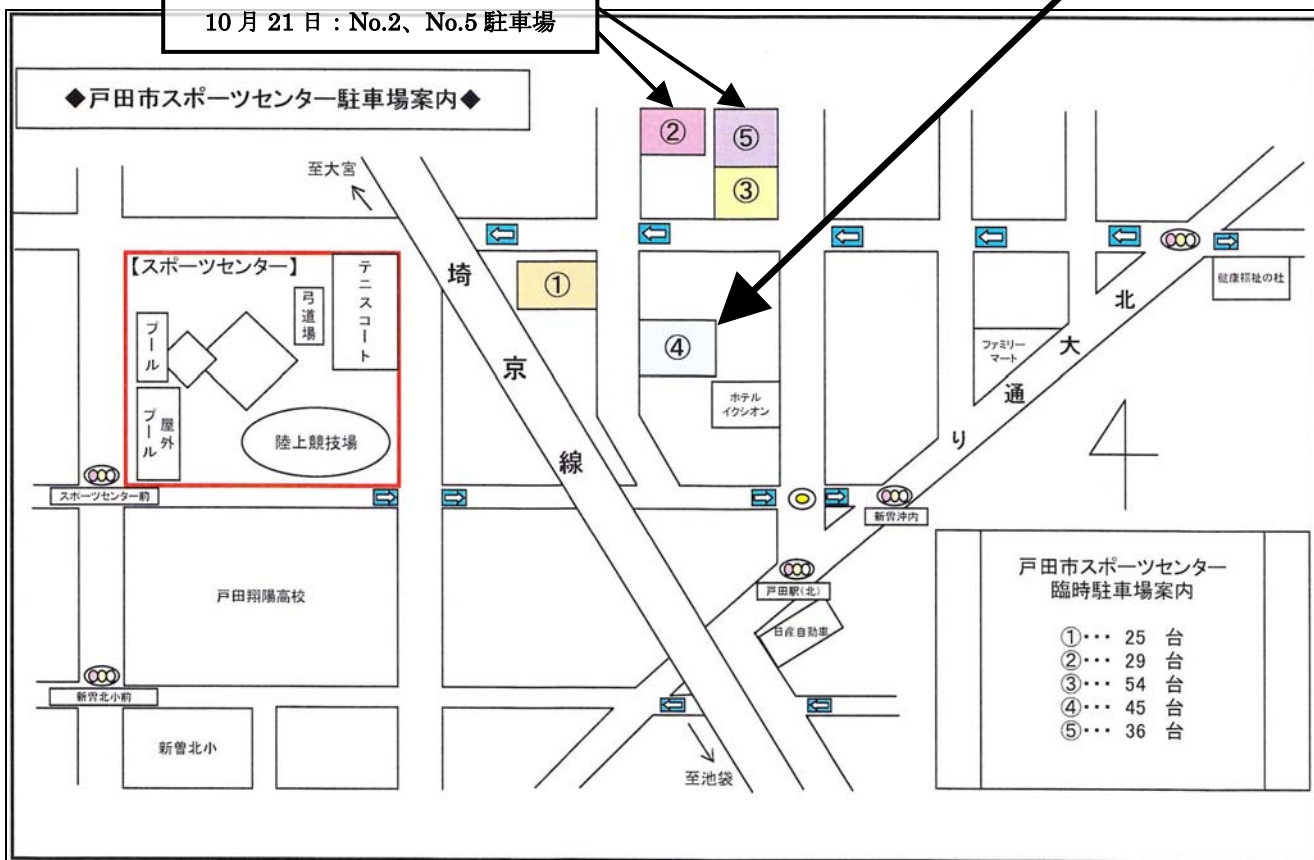 10月21日：No.2、No.5駐車場
◆戸田市スポーツセンター駐車場案内◆
②
⑤
③
至大宮
【スポーツセンター】
テニスコート
弓道場
プール
屋外プール
陸上競技場
①
④
ホテル
イクシオン
埼京線
北大通り
ファミリー
マート
健康福祉の杜
スポーツセンター前
新曽沖内
戸田駅(北)
日産自動車
戸田翔陽高校
新曽北小前
新曽北小
至池袋
戸田市スポーツセンター
臨時駐車場案内
①・・・ 25 台
②・・・ 29 台
③・・・ 54 台
④・・・ 45 台
⑤・・・ 36 台